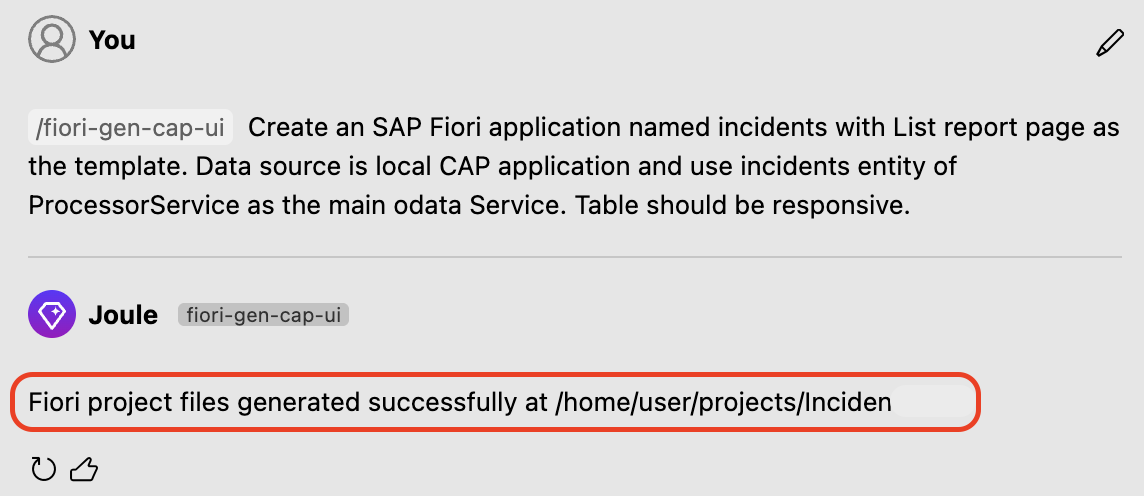 You
/fiori-gen-cap-ui Create an SAP Fiori application named incidents with List report page as
the template. Data source is local CAP application and use incidents entity of
ProcessorService as the main odata Service. Table should be responsive.
Joule fiori-gen-cap-ui
Fiori project files generated successfully at /home/user/projects/Inciden